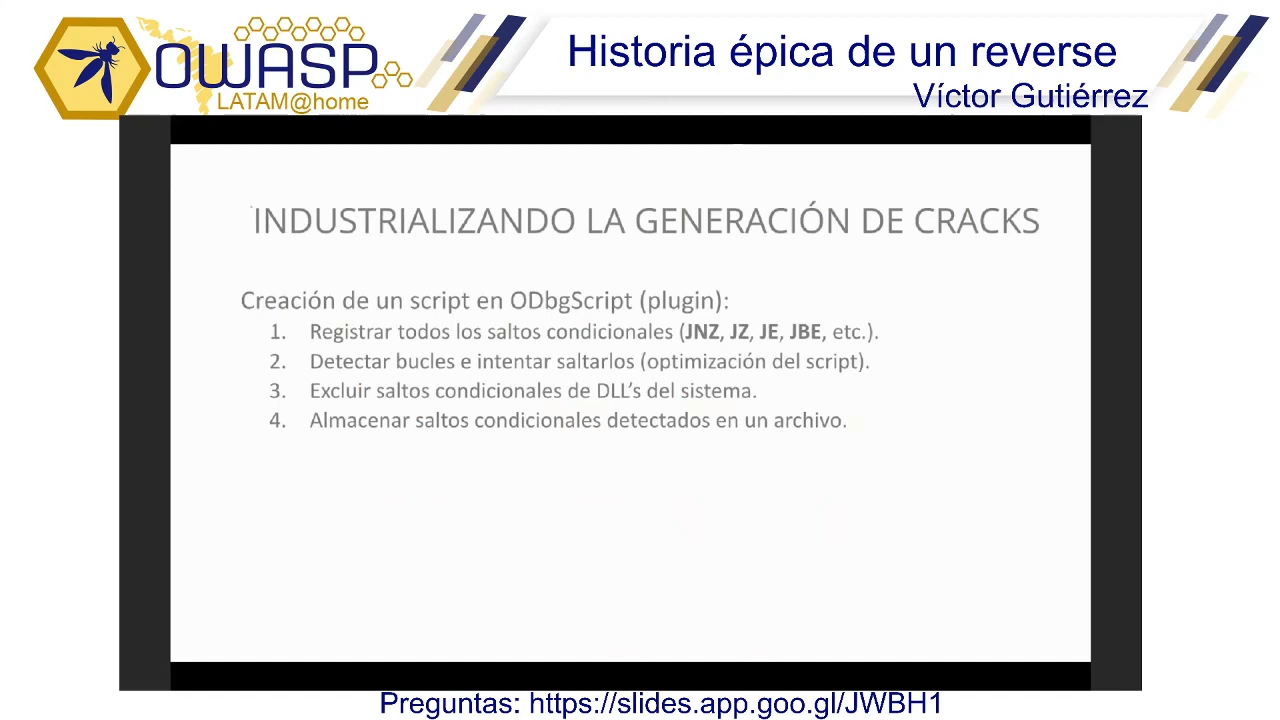 OWASP
LATAM@home
Historia épica de un reverse
Víctor Gutiérrez
INDUSTRIALIZANDO LA GENERACIÓN DE CRACKS
Creación de un script en ODbgScript (plugin):
1. Registrar todos los saltos condicionales (JNZ, JZ, JE, JBE, etc.).
2. Detectar bucles e intentar saltarlos (optimización del script).
3. Excluir saltos condicionales de DLL’s del sistema.
4. Almacenar saltos condicionales detectados en un archivo.
Preguntas: https://slides.app.goo.gl/JWBH1